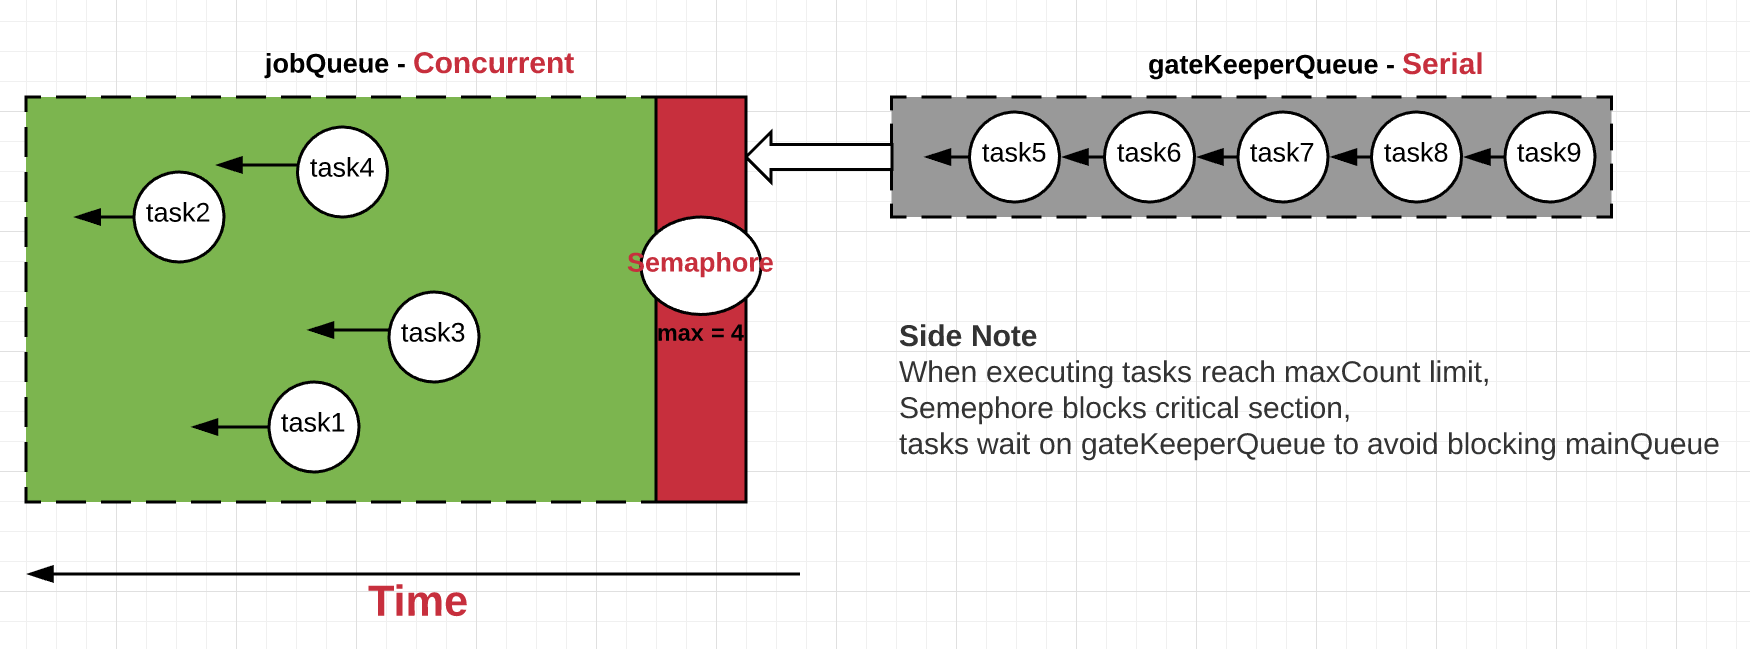 jobQueue - Concurrent
gateKeeperQueue - Serial
task4
task2
task3
task1
Semaphore
max = 4
task5
task6
task7
task8
task9
Side Note
When executing tasks reach maxCount limit,
Semephore blocks critical section,
tasks wait on gateKeeperQueue to avoid blocking mainQueue
Time